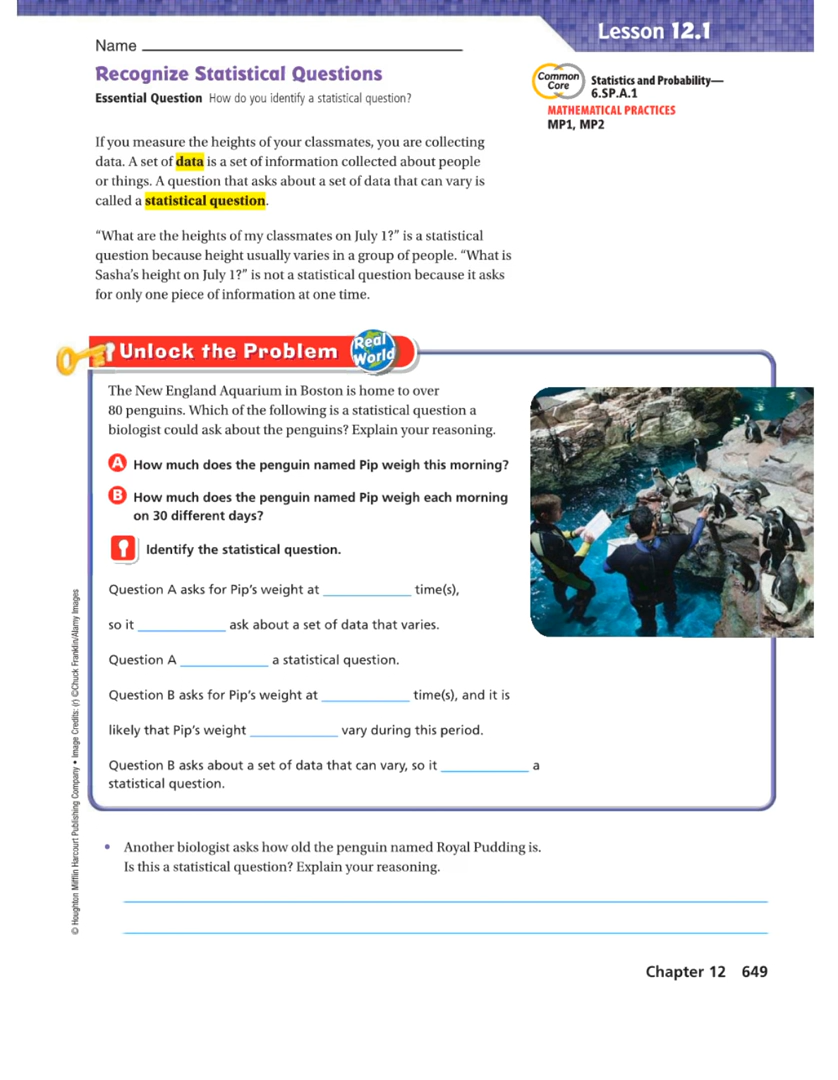 Lesson 12.1
Name
Recognize Statistical Questions
Essential Question How do you identify a statistical question?
Common
Core
Statistics and Probability—
6.SP.A.1
MATHEMATICAL PRACTICES
MP1, MP2
If you measure the heights of your classmates, you are collecting
data. A set of data is a set of information collected about people
or things. A question that asks about a set of data that can vary is
called a statistical question.
“What are the heights of my classmates on July 1?” is a statistical
question because height usually varies in a group of people. “What is
Sasha’s height on July 1?” is not a statistical question because it asks
for only one piece of information at one time.
Unlock the Problem
Real
World
The New England Aquarium in Boston is home to over
80 penguins. Which of the following is a statistical question a
biologist could ask about the penguins? Explain your reasoning.
A How much does the penguin named Pip weigh this morning?
B How much does the penguin named Pip weigh each morning
on 30 different days?
Identify the statistical question.
Question A asks for Pip’s weight at ____ time(s),
so it ____ ask about a set of data that varies.
Question A ____ a statistical question.
Question B asks for Pip’s weight at ____ time(s), and it is
likely that Pip’s weight ____ vary during this period.
Question B asks about a set of data that can vary, so it ____ a
statistical question.
• Another biologist asks how old the penguin named Royal Pudding is.
Is this a statistical question? Explain your reasoning.
© Houghton Mifflin Harcourt Publishing Company • Image Credits: (r) ©Chuck Franklin/Alamy Images
Chapter 12 649